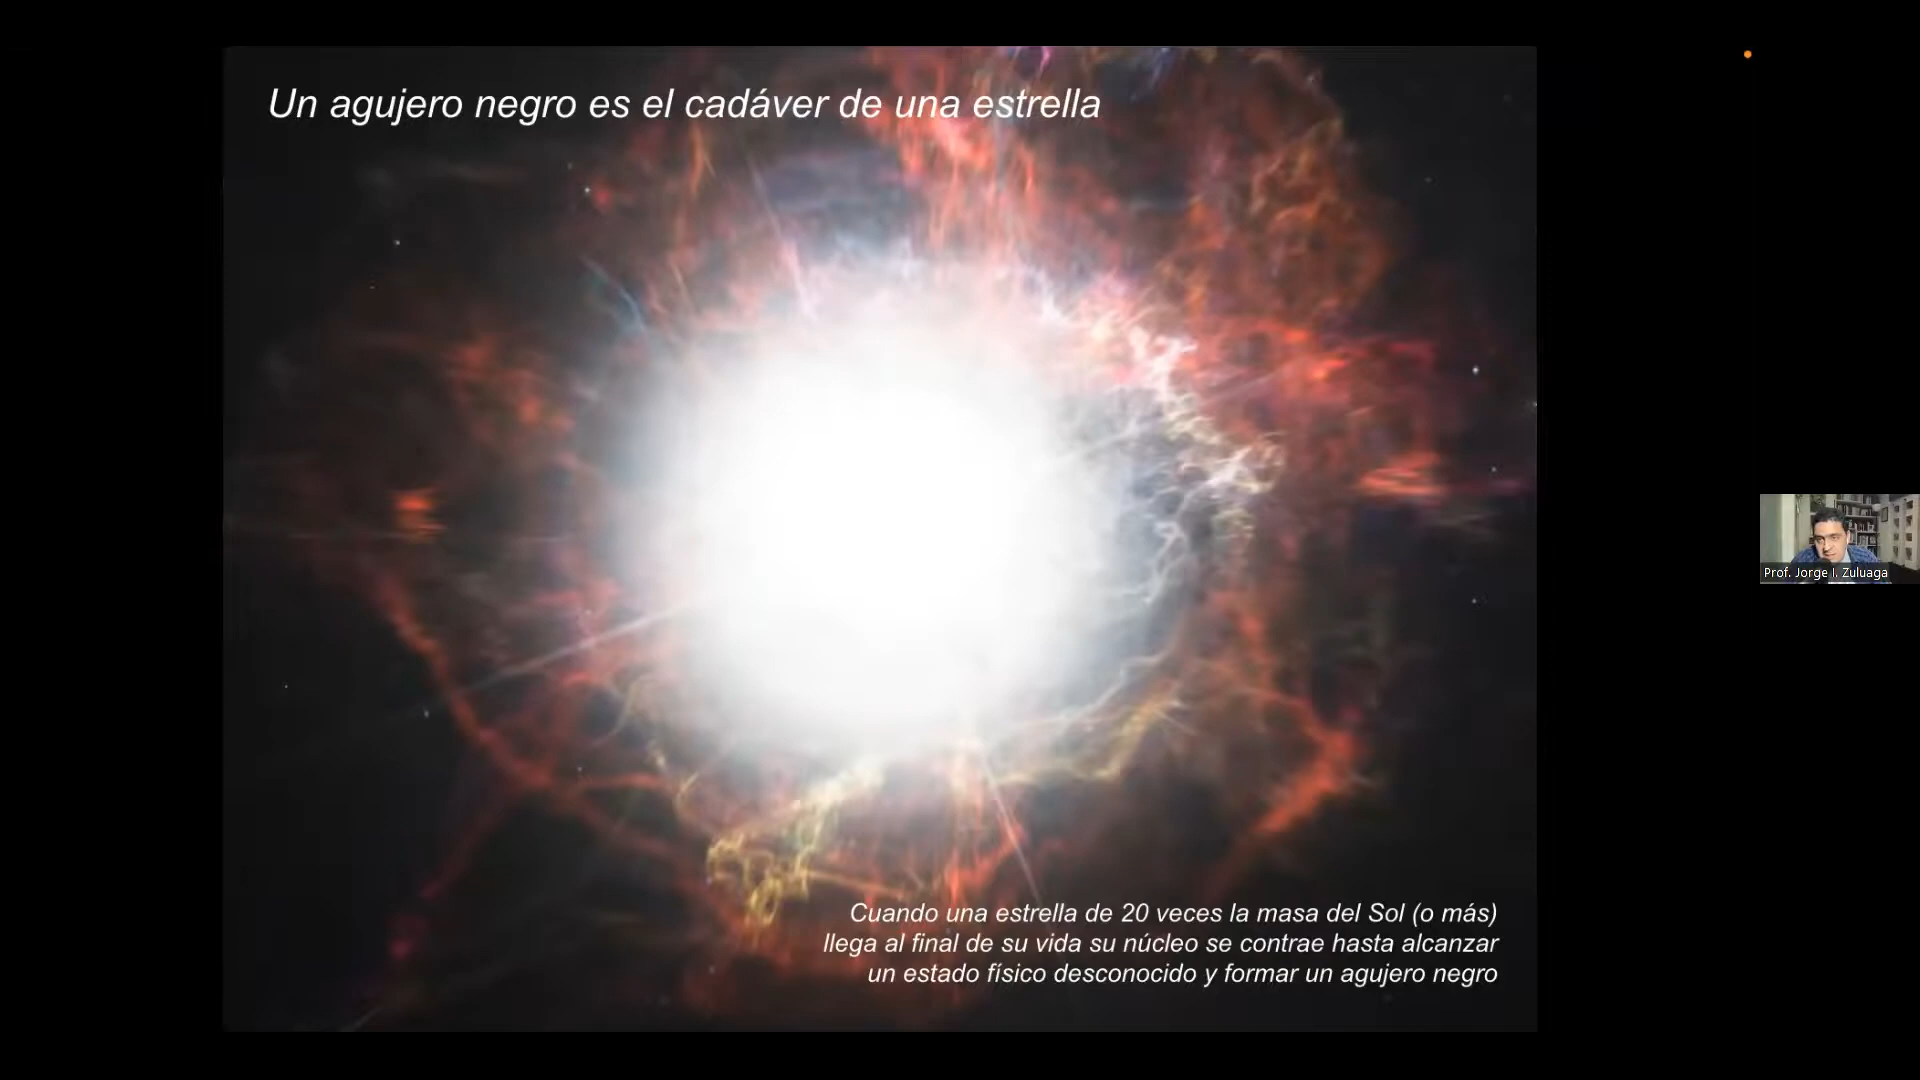 Un agujero negro es el cadáver de una estrella
Cuando una estrella de 20 veces la masa del Sol (o más)
llega al final de su vida su núcleo se contrae hasta alcanzar
un estado físico desconocido y formar un agujero negro
Prof. Jorge I. Zuluaga